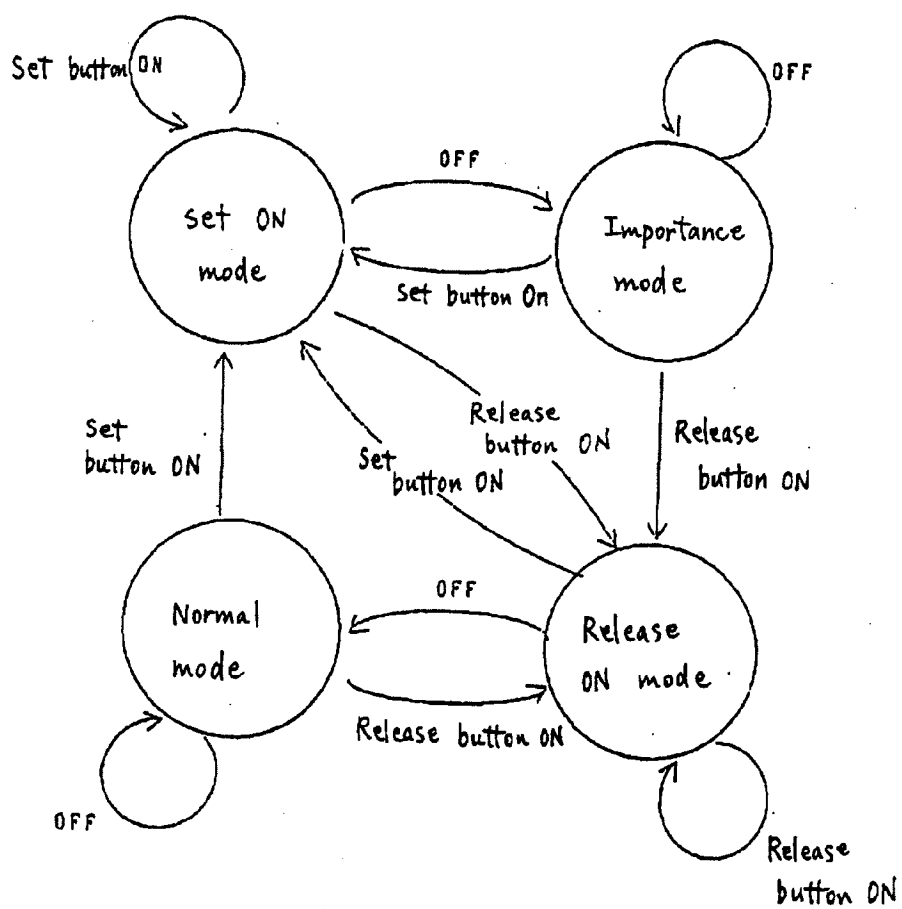 Set button ON
OFF
OFF
Set ON
mode
Importance
mode
Set button On
Release
button ON
Set
button ON
Release
button ON
Set
button ON
OFF
Normal
mode
Release
ON mode
Release button ON
OFF
Release
button ON